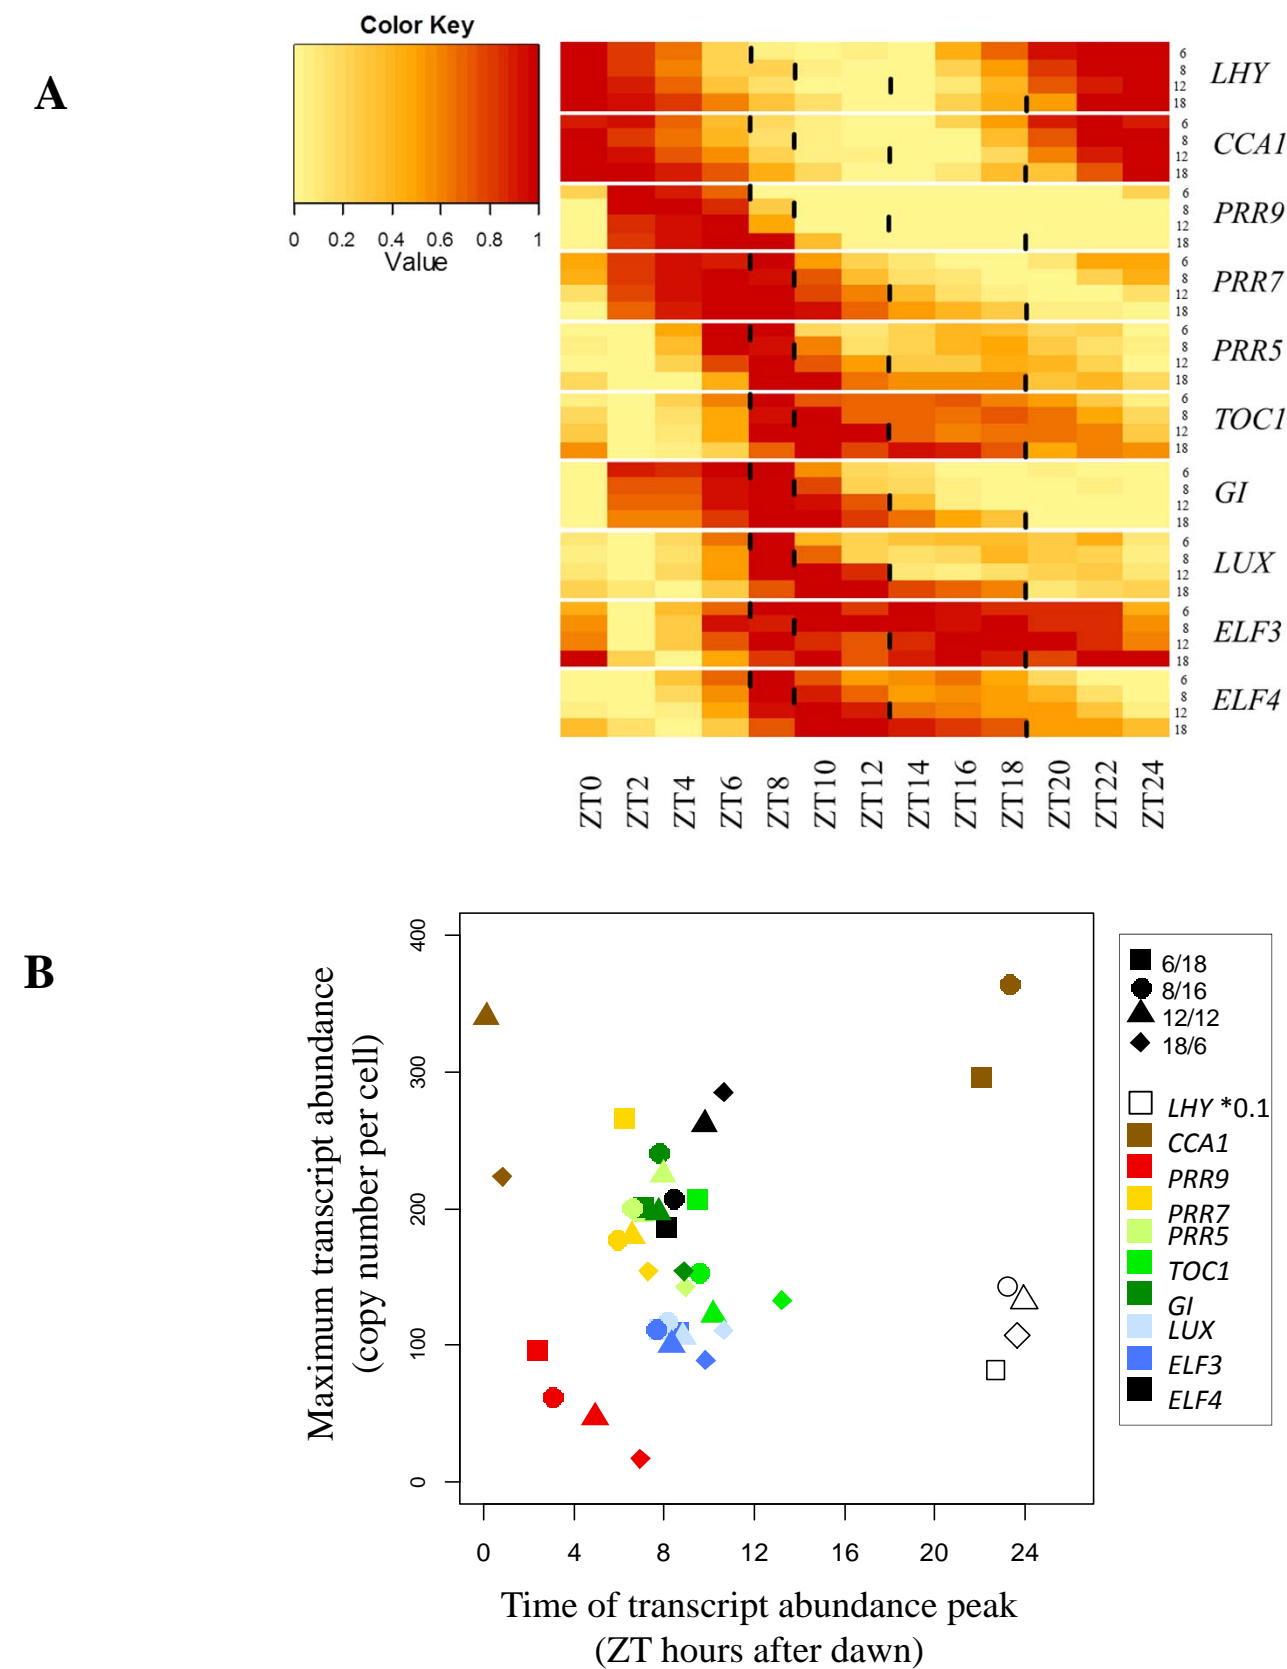 A
Color Key
0 0.2 0.4 0.6 0.8 1
Value
6
8
12
18
LHY
6
8
12
18
CCA1
6
8
12
18
PRR9
6
8
12
18
PRR7
6
8
12
18
PRR5
6
8
12
18
TOC1
6
8
12
18
GI
6
8
12
18
LUX
6
8
12
18
ELF3
6
8
12
18
ELF4
ZT0 ZT2 ZT4 ZT6 ZT8 ZT10 ZT12 ZT14 ZT16 ZT18 ZT20 ZT22 ZT24
B
Maximum transcript abundance
(copy number per cell)
400
300
200
100
0
0 4 8 12 16 20 24
Time of transcript abundance peak
(ZT hours after dawn)
6/18
8/16
12/12
18/6
LHY *0.1
CCA1
PRR9
PRR7
PRR5
TOC1
GI
LUX
ELF3
ELF4